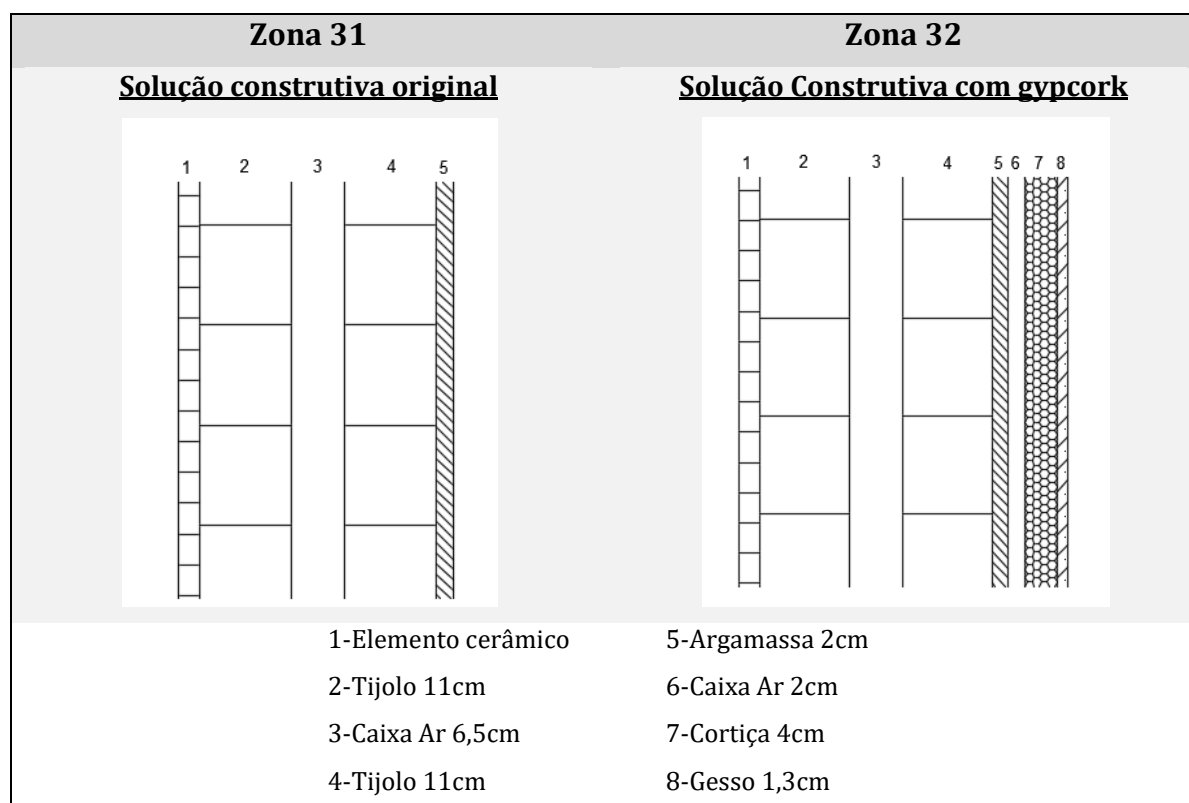 Zona 31 Zona 32
Solução construtiva original Solução Construtiva com gypcork
1 2 3 4 5
1 2 3 4 5 6 7 8
1-Elemento cerâmico 5-Argamassa 2cm
2-Tijolo 11cm 6-Caixa Ar 2cm
3-Caixa Ar 6,5cm 7-Cortiça 4cm
4-Tijolo 11cm 8-Gesso 1,3cm